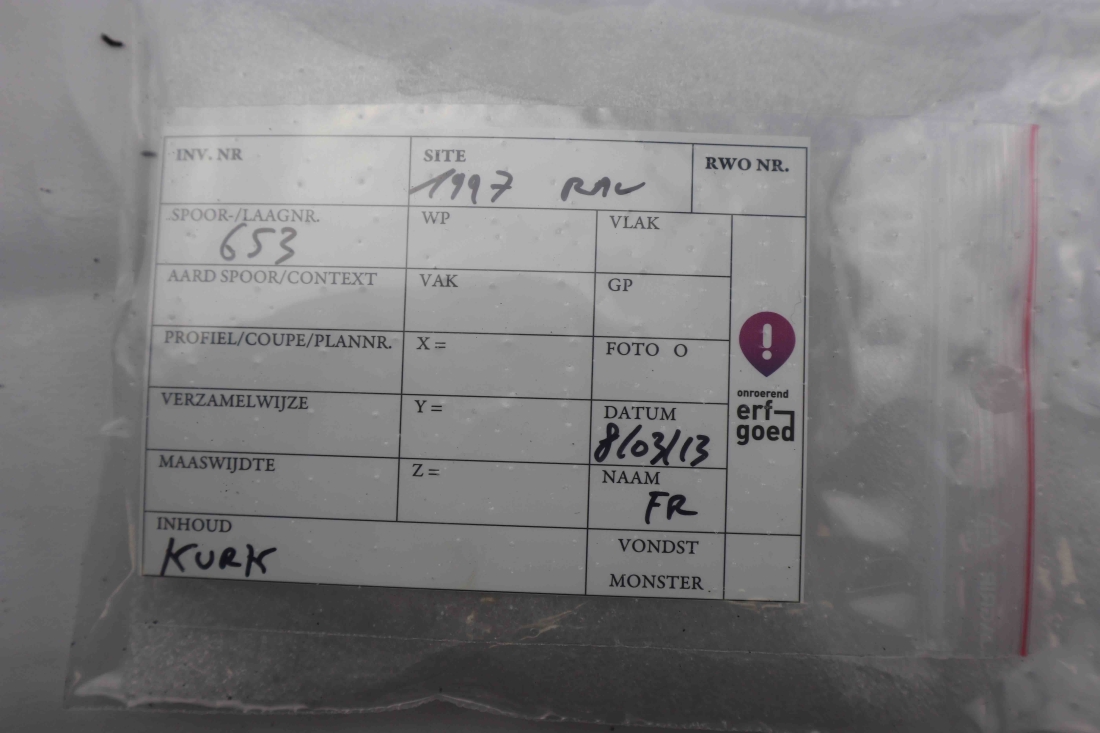 INV. NR
SITE
1997 RAV
RWO NR.
SPOOR-/LAAGNR.
653
WP
VLAK
AARD SPOOR/CONTEXT
VAK
GP
PROFIEL/COUPE/PLANNR.
X =
FOTO O
VERZAMELWIJZE
Y =
DATUM
8/03/13
MAASWIJDTE
Z =
NAAM
FR
INHOUD
KURK
VONDST
MONSTER
!
onroerend
erf-
goed